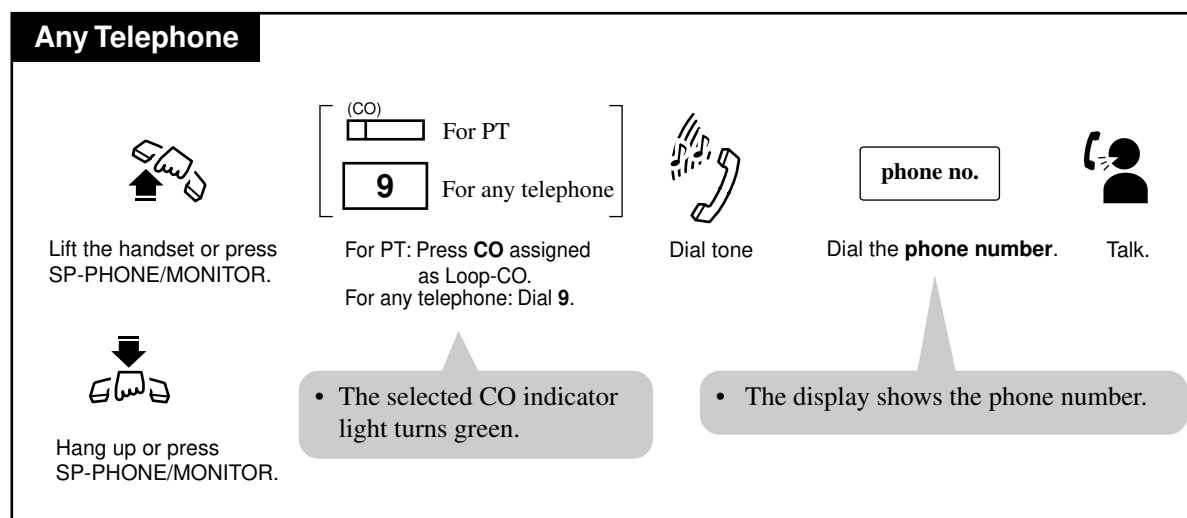 Any Telephone
(CO)
For PT
9 For any telephone
phone no.
Lift the handset or press
SP-PHONE/MONITOR.
For PT: Press CO assigned
as Loop-CO.
For any telephone: Dial 9.
Dial tone
Dial the phone number.
Talk.
• The selected CO indicator
light turns green.
• The display shows the phone number.
Hang up or press
SP-PHONE/MONITOR.